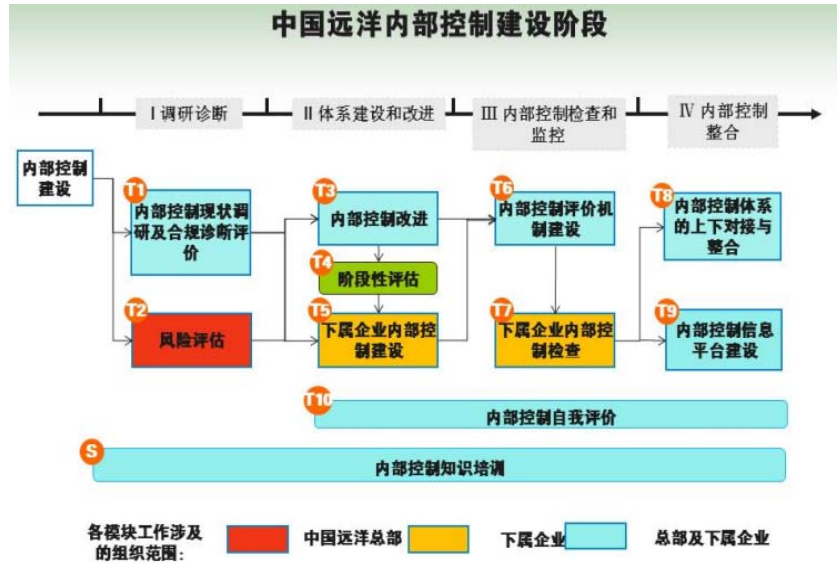 中国远洋内部控制建设阶段
I 调研诊断
II 体系建设和改进
III 内部控制检查和
监控
IV 内部控制
整合
内部控制
建设
T1
内部控制现状调
研及合规诊断评
价
T3
内部控制改进
T6
内部控制评价机
制建设
T8
内部控制体系
的上下对接与
整合
T4
阶段性评估
T2
风险评估
T5
下属企业内部控
制建设
T7
下属企业内部控
制检查
T9
内部控制信息
平台建设
T10
内部控制自我评价
S
内部控制知识培训
各模块工作涉及
的组织范围:
中国远洋总部
下属企业
总部及下属企业